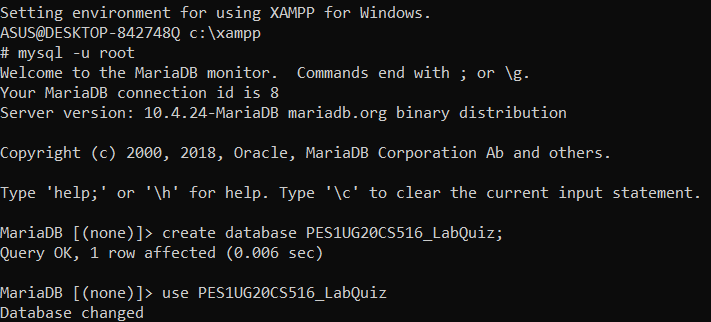 Setting environment for using XAMPP for Windows.
ASUS@DESKTOP-842748Q c:\xampp
# mysql -u root
Welcome to the MariaDB monitor.  Commands end with ; or \g.
Your MariaDB connection id is 8
Server version: 10.4.24-MariaDB mariadb.org binary distribution
Copyright (c) 2000, 2018, Oracle, MariaDB Corporation Ab and others.
Type 'help;' or '\h' for help. Type '\c' to clear the current input statement.
MariaDB [(none)]> create database PES1UG20CS516_LabQuiz;
Query OK, 1 row affected (0.006 sec)
MariaDB [(none)]> use PES1UG20CS516_LabQuiz
Database changed